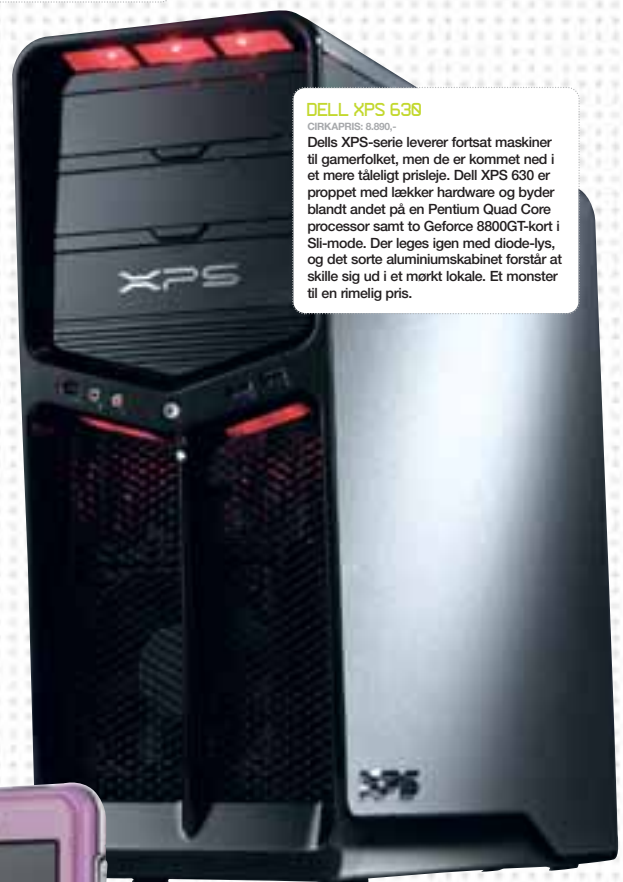 DELL XPS 630
CIRKAPRIS: 8.890,-
Dells XPS-serie leverer fortsat maskiner
til gamerfolket, men de er kommet ned i
et mere tåleligt prisleje. Dell XPS 630 er
proppet med lækker hardware og byder
blandt andet på en Pentium Quad Core
processor samt to Geforce 8800GT-kort i
Sli-mode. Der leges igen med diode-lys,
og det sorte aluminiumskabinet forstår at
skille sig ud i et mørkt lokale. Et monster
til en rimelig pris.
XPS
XPS